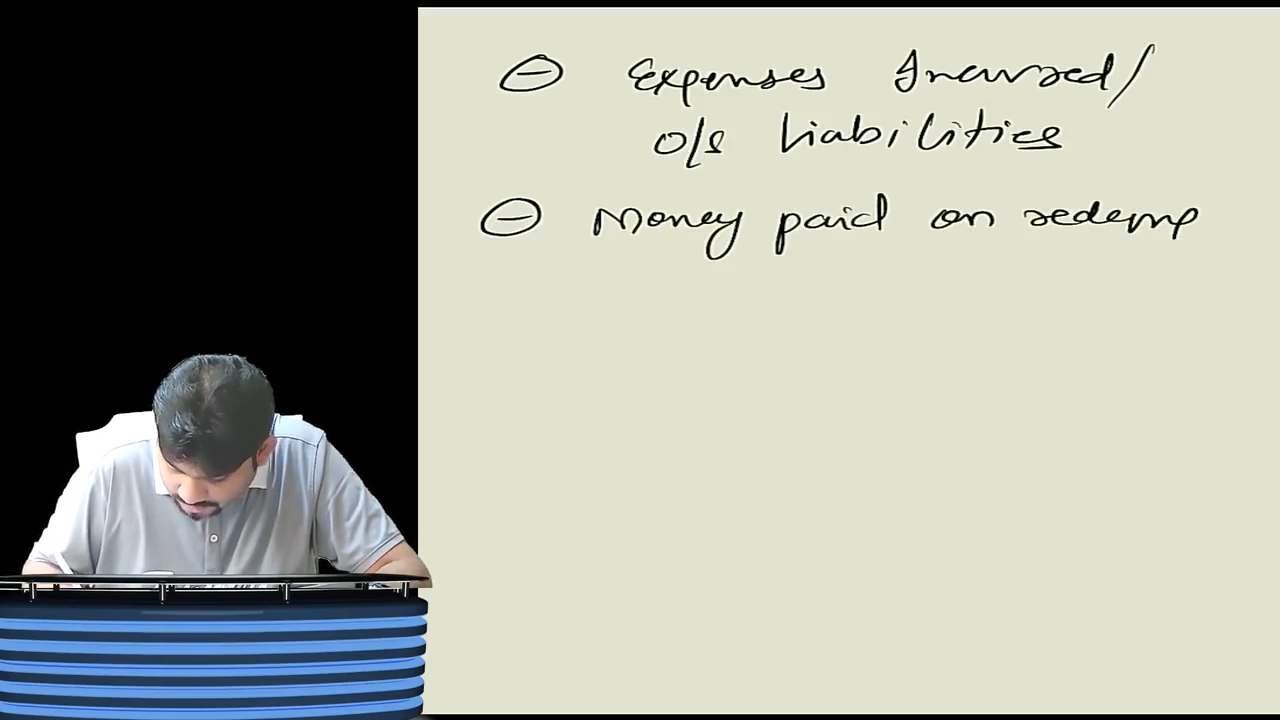 ⊖ Expenses Incurred/
O/s Liabilities
⊖ Money paid on redemp